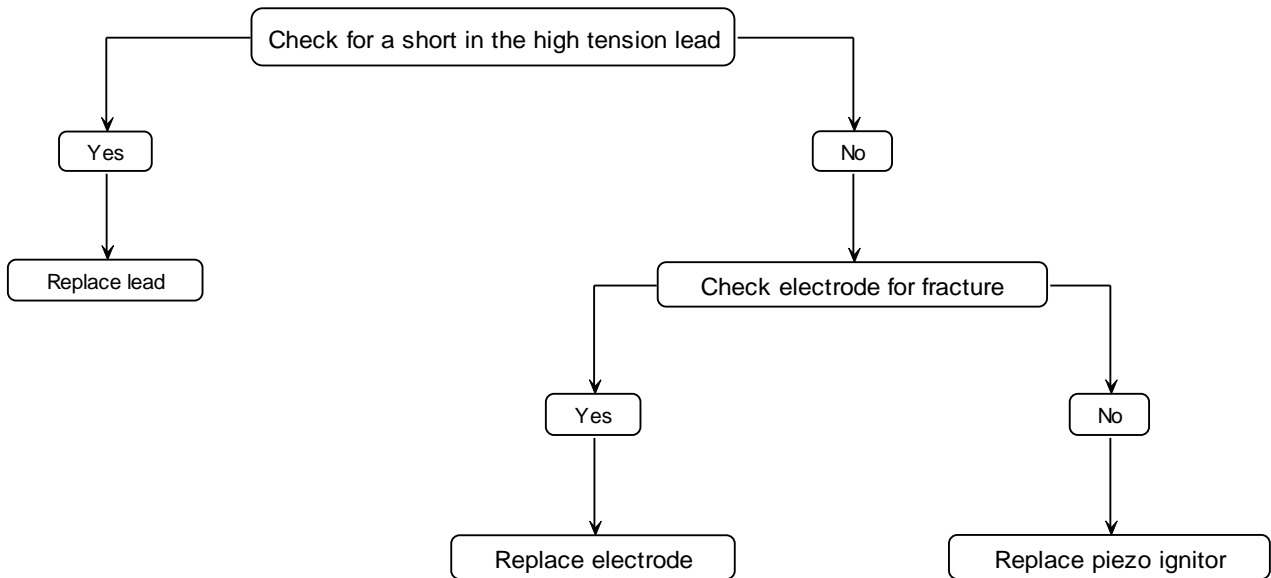 Check for a short in the high tension lead
Yes
No
Replace lead
Check electrode for fracture
Yes
No
Replace electrode
Replace piezo ignitor